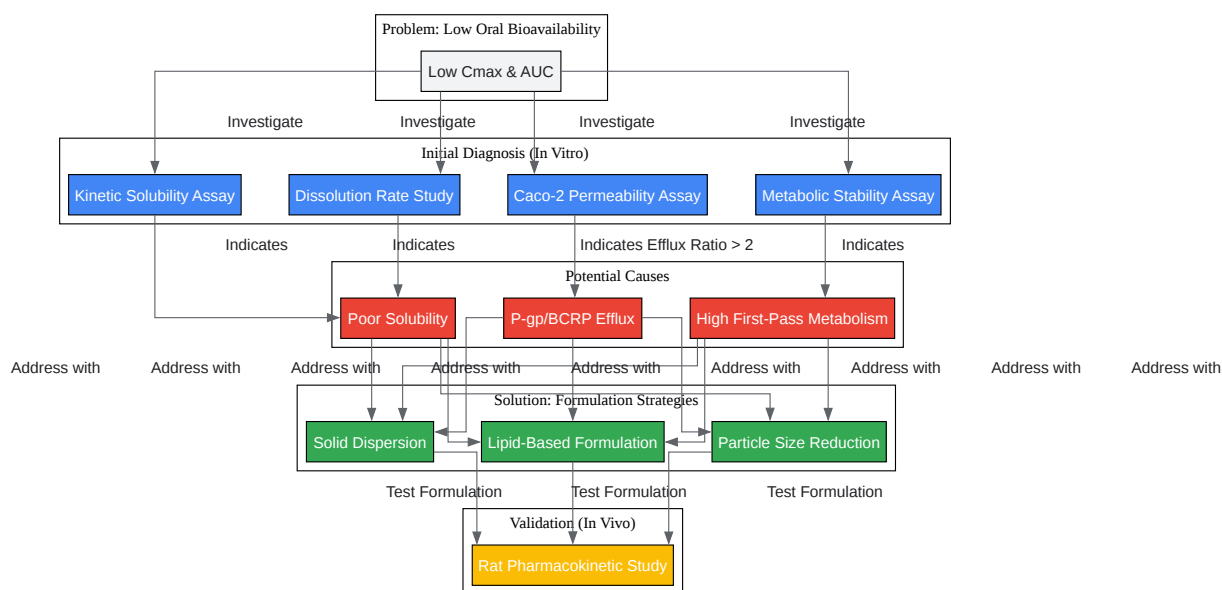 Problem: Low Oral Bioavailability
Low Cmax & AUC
Investigate
Investigate
Investigate
Investigate
Initial Diagnosis (In Vitro)
Kinetic Solubility Assay
Dissolution Rate Study
Caco-2 Permeability Assay
Metabolic Stability Assay
Indicates
Indicates
Indicates Efflux Ratio > 2
Indicates
Potential Causes
Poor Solubility
P-gp/BCRP Efflux
High First-Pass Metabolism
Address with
Address with
Address with
Address with
Address with
Address with
Address with
Address with
Address with
Solution: Formulation Strategies
Solid Dispersion
Lipid-Based Formulation
Particle Size Reduction
Test Formulation
Test Formulation
Test Formulation
Validation (In Vivo)
Rat Pharmacokinetic Study